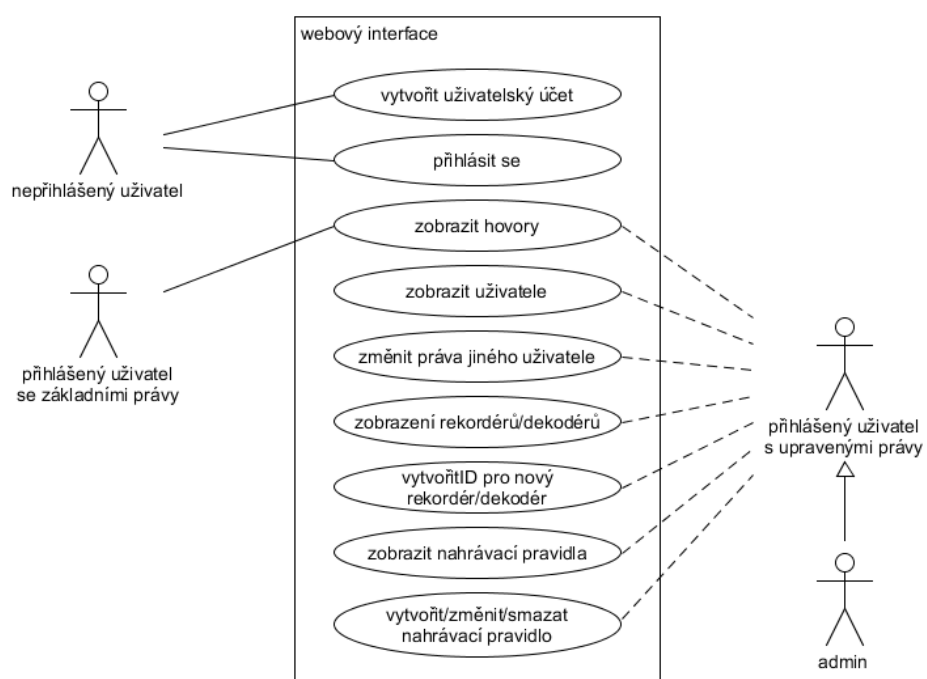 webový interface
vytvořit uživatelský účet
přihlásit se
nepřihlášený uživatel
zobrazit hovory
zobrazit uživatele
přihlášený uživatel
se základními právy
změnit práva jiného uživatele
zobrazení rekordérů/dekodérů
přihlášený uživatel
s upravenými právy
vytvořitID pro nový
rekordér/dekodér
zobrazit nahrávací pravidla
vytvořit/změnit/smazat
nahrávací pravidlo
admin